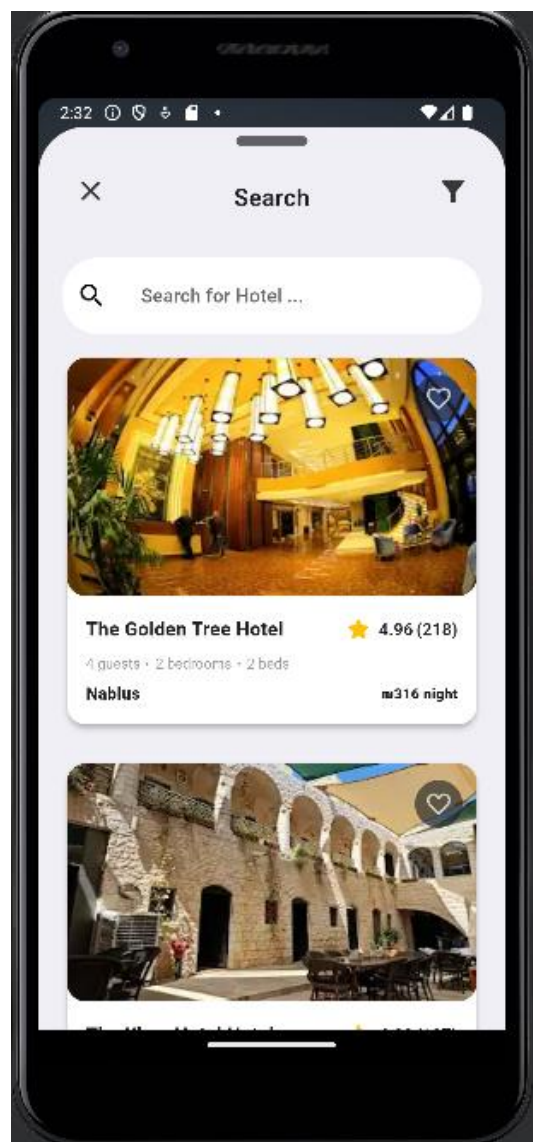 2:32
Search
Search for Hotel ...
The Golden Tree Hotel 4.96 (218)
4 guests · 2 bedrooms · 2 beds
Nablus ₪316 night